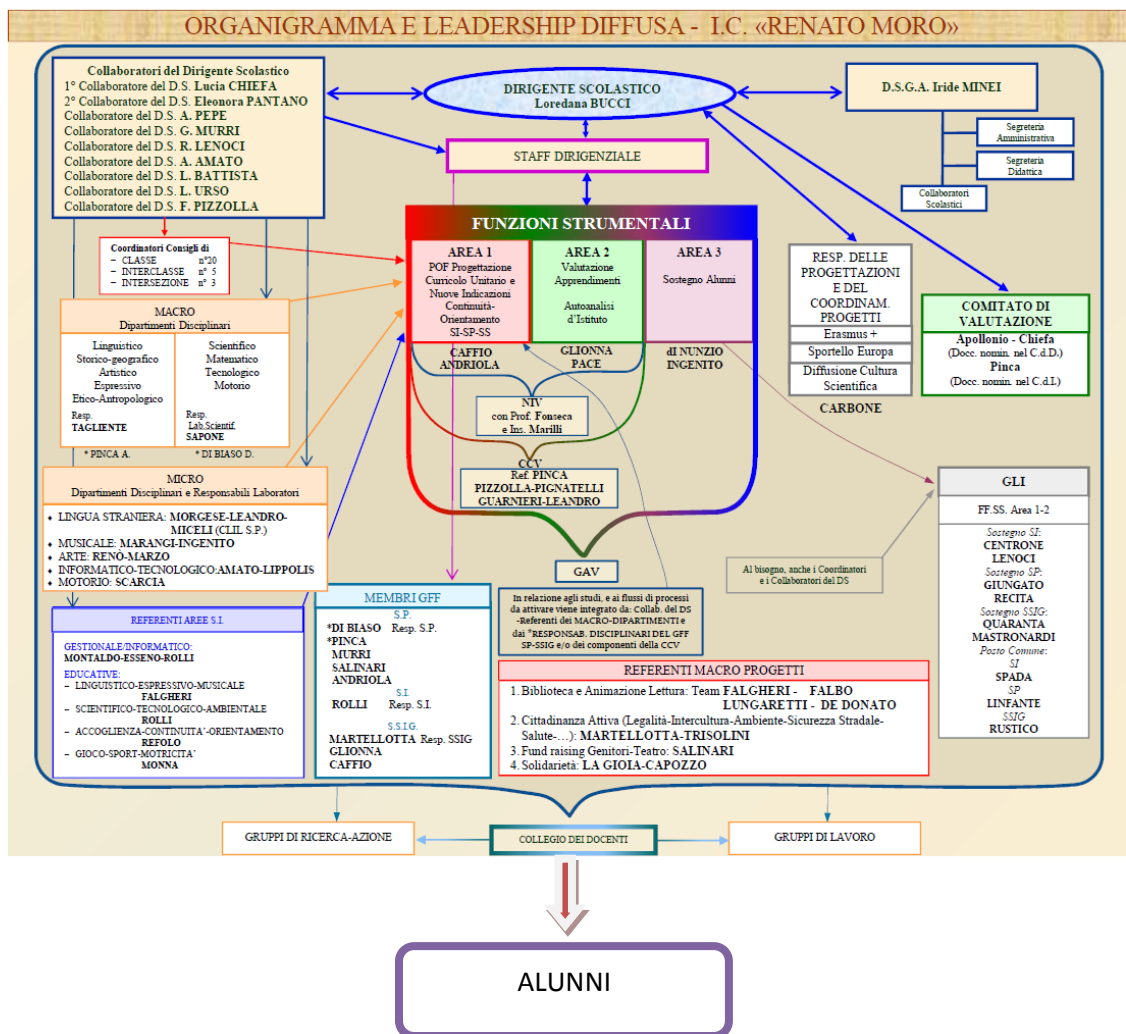 ORGANIGRAMMA E LEADERSHIP DIFFUSA - I.C. «RENATO MORO»
Collaboratori del Dirigente Scolastico
1° Collaboratore del D.S. Lucia CHIEFA
2° Collaboratore del D.S. Eleonora PANTANO
Collaboratore del D.S. A. PEPE
Collaboratore del D.S. G. MURRI
Collaboratore del D.S. R. LENOCI
Collaboratore del D.S. A. AMATO
Collaboratore del D.S. L. BATTISTA
Collaboratore del D.S. L. URSO
Collaboratore del D.S. F. PIZZOLLA
DIRIGENTE SCOLASTICO
Loredana BUCCI
D.S.G.A. Iride MINEI
Segreteria
Amministrativa
Segreteria
Didattica
Collaboratori
Scolastici
STAFF DIRIGENZIALE
FUNZIONI STRUMENTALI
AREA 1
POF Progettazione
Curricolo Unitario e
Nuove Indicazioni
Continuità-
Orientamento
SI-SP-SS
CAFFIO
ANDRIOLA
AREA 2
Valutazione
Apprendimenti
Autoanalisi
d'Istituto
GLIONNA
PACE
AREA 3
Sostegno Alunni
dI NUNZIO
INGENITO
NIV
con Prof. Fonseca
e Ins. Marilli
CCV
Ref. PINCA
PIZZOLLA-PIGNATELLI
GUARNIERI-LEANDRO
GAV
In relazione agli studi, e ai flussi di processi
da attivare viene integrato da: Collab. del DS
-Referenti dei MACRO-DIPARTIMENTI e
dai *RESPONSAB. DISCIPLINARI DEL GFF
SP-SSIG e/o dei componenti della CCV
Coordinatori Consigli di
– CLASSE n°20
– INTERCLASSE n° 5
– INTERSEZIONE n° 3
MACRO
Dipartimenti Disciplinari
Linguistico
Storico-geografico
Artistico
Espressivo
Etico-Antropologico
Resp.
TAGLIENTE
Scientifico
Matematico
Tecnologico
Motorio
Resp.
Lab.Scientif.
SAPONE
* PINCA A.
* DI BIASO D.
MICRO
Dipartimenti Disciplinari e Responsabili Laboratori
♦ LINGUA STRANIERA: MORGESE-LEANDRO-
MICELI (CLIL S.P.)
♦ MUSICALE: MARANGI-INGENITO
♦ ARTE: RENÒ-MARZO
♦ INFORMATICO-TECNOLOGICO:AMATO-LIPPOLIS
♦ MOTORIO: SCARCIA
REFERENTI AREE S.I.
GESTIONALE/INFORMATICO:
MONTALDO-ESSENO-ROLLI
EDUCATIVE:
– LINGUISTICO-ESPRESSIVO-MUSICALE
FALGHERI
– SCIENTIFICO-TECNOLOGICO-AMBIENTALE
ROLLI
– ACCOGLIENZA-CONTINUITA'-ORIENTAMENTO
REFOLO
– GIOCO-SPORT-MOTRICITA'
MONNA
MEMBRI GFF
S.P.
*DI BIASO Resp. S.P.
*PINCA
MURRI
SALINARI
ANDRIOLA
S.I.
ROLLI Resp. S.I.
S.S.I.G.
MARTELLOTTA Resp. SSIG
GLIONNA
CAFFIO
REFERENTI MACRO PROGETTI
1. Biblioteca e Animazione Lettura: Team FALGHERI - FALBO
LUNGARETTI - DE DONATO
2. Cittadinanza Attiva (Legalità-Intercultura-Ambiente-Sicurezza Stradale-
Salute-…): MARTELLOTTA-TRISOLINI
3. Fund raising Genitori-Teatro: SALINARI
4. Solidarietà: LA GIOIA-CAPOZZO
RESP. DELLE
PROGETTAZIONI
E DEL
COORDINAM.
PROGETTI
Erasmus +
Sportello Europa
Diffusione Cultura
Scientifica
CARBONE
COMITATO DI
VALUTAZIONE
Apollonio - Chiefa
(Docc. nomin. nel C.d.D.)
Pinca
(Docc. nomin. nel C.d.I.)
Al bisogno, anche i Coordinatori
e i Collaboratori del DS
GLI
FF.SS. Area 1-2
Sostegno SI:
CENTRONE
LENOCI
Sostegno SP:
GIUNGATO
RECITA
Sostegno SSIG:
QUARANTA
MASTRONARDI
Posto Comune:
SI
SPADA
SP
LINFANTE
SSIG
RUSTICO
GRUPPI DI RICERCA-AZIONE
COLLEGIO DEI DOCENTI
GRUPPI DI LAVORO
ALUNNI